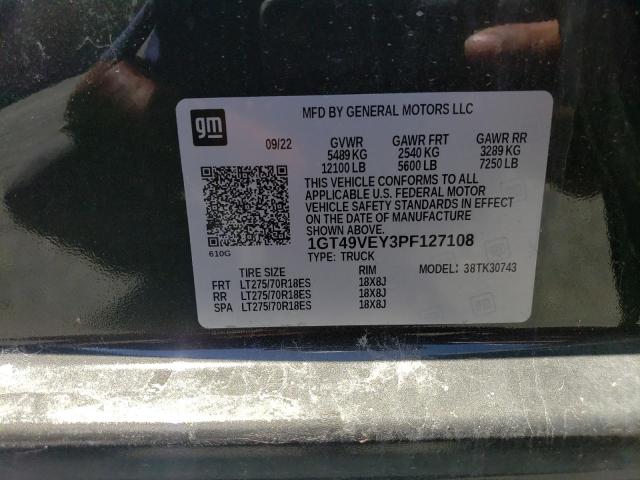 gm
MFD BY GENERAL MOTORS LLC
09/22 GVWR GAWR FRT GAWR RR
5489 KG 2540 KG 3289 KG
12100 LB 5600 LB 7250 LB
THIS VEHICLE CONFORMS TO ALL
APPLICABLE U.S. FEDERAL MOTOR
VEHICLE SAFETY STANDARDS IN EFFECT
ON THE DATE OF MANUFACTURE
SHOWN ABOVE.
610G 1GT49VEY3PF127108
TYPE: TRUCK
TIRE SIZE RIM MODEL: 38TK30743
FRT LT275/70R18ES 18X8J
RR LT275/70R18ES 18X8J
SPA LT275/70R18ES 18X8J